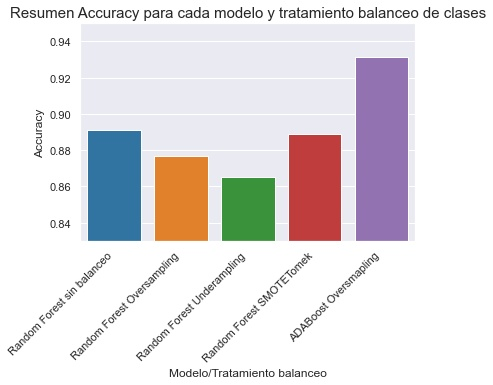 Resumen Accuracy para cada modelo y tratamiento balanceo de clases
0.94
0.92
0.90
0.88
0.86
0.84
Accuracy
Random Forest sin balanceo
Random Forest Oversampling
Random Forest Underampling
Random Forest SMOTETomek
ADABoost Oversmapling
Modelo/Tratamiento balanceo